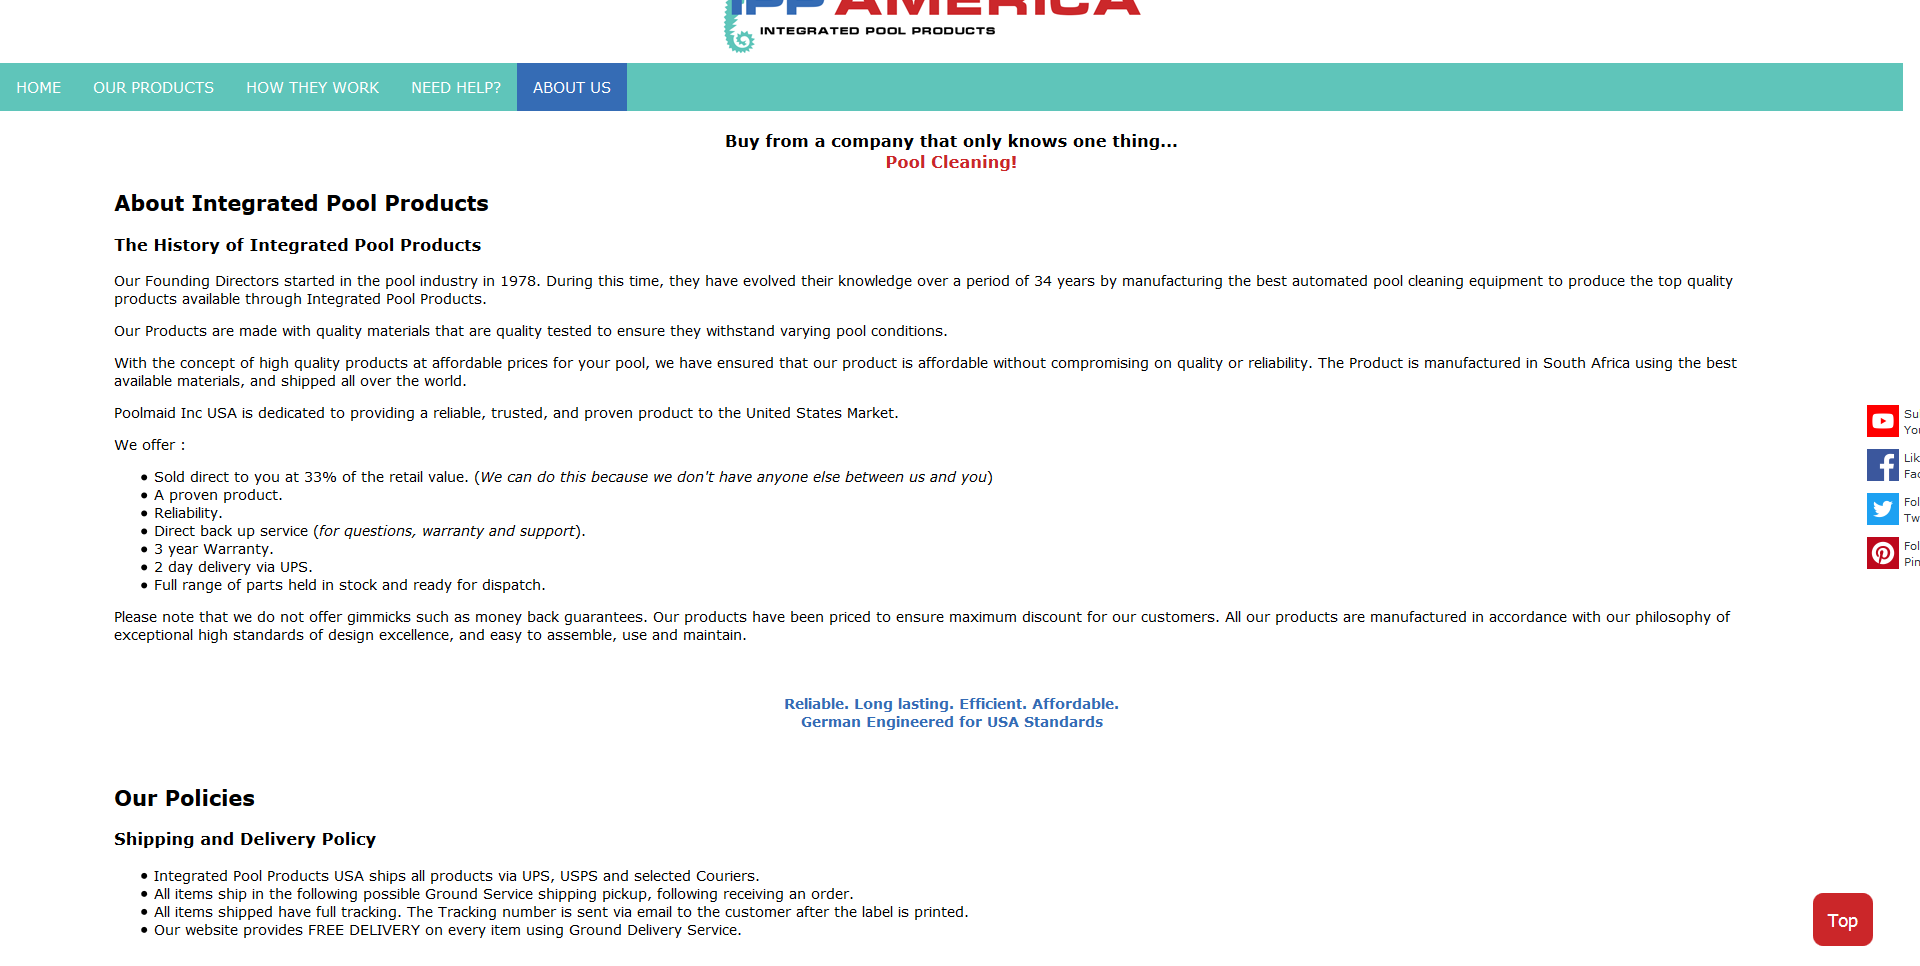 IPP AMERICA
INTEGRATED POOL PRODUCTS
HOME OUR PRODUCTS HOW THEY WORK NEED HELP? ABOUT US
Buy from a company that only knows one thing...
Pool Cleaning!
About Integrated Pool Products
The History of Integrated Pool Products
Our Founding Directors started in the pool industry in 1978. During this time, they have evolved their knowledge over a period of 34 years by manufacturing the best automated pool cleaning equipment to produce the top quality
products available through Integrated Pool Products.
Our Products are made with quality materials that are quality tested to ensure they withstand varying pool conditions.
With the concept of high quality products at affordable prices for your pool, we have ensured that our product is affordable without compromising on quality or reliability. The Product is manufactured in South Africa using the best
available materials, and shipped all over the world.
Poolmaid Inc USA is dedicated to providing a reliable, trusted, and proven product to the United States Market.
We offer :
• Sold direct to you at 33% of the retail value. (We can do this because we don't have anyone else between us and you)
• A proven product.
• Reliability.
• Direct back up service (for questions, warranty and support).
• 3 year Warranty.
• 2 day delivery via UPS.
• Full range of parts held in stock and ready for dispatch.
Please note that we do not offer gimmicks such as money back guarantees. Our products have been priced to ensure maximum discount for our customers. All our products are manufactured in accordance with our philosophy of
exceptional high standards of design excellence, and easy to assemble, use and maintain.
Reliable. Long lasting. Efficient. Affordable.
German Engineered for USA Standards
Our Policies
Shipping and Delivery Policy
• Integrated Pool Products USA ships all products via UPS, USPS and selected Couriers.
• All items ship in the following possible Ground Service shipping pickup, following receiving an order.
• All items shipped have full tracking. The Tracking number is sent via email to the customer after the label is printed.
• Our website provides FREE DELIVERY on every item using Ground Delivery Service.
Su
You
Lik
Fac
Fol
Tw
Fol
Pin
Top